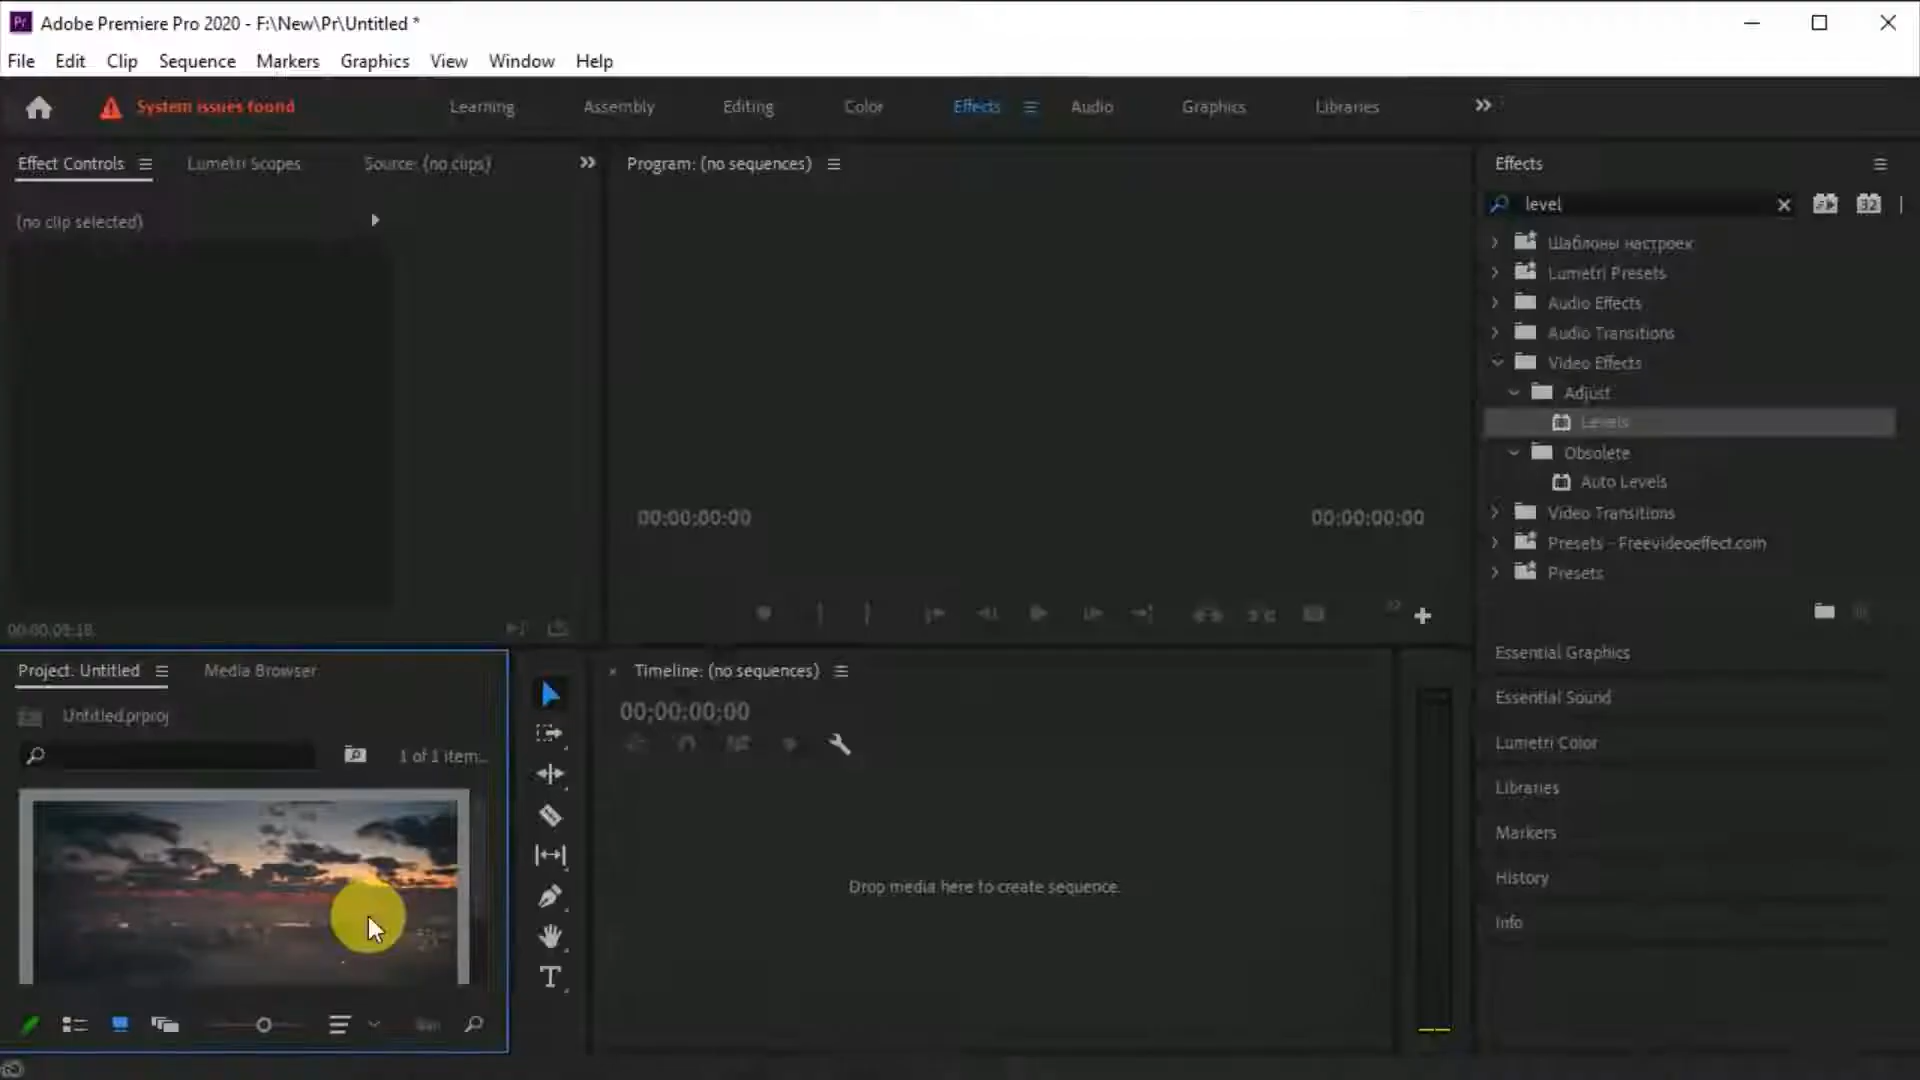 Adobe Premiere Pro 2020 - F:\New\Pr\Untitled *
File Edit Clip Sequence Markers Graphics View Window Help
System issues found Learning Assembly Editing Color Effects Audio Graphics Libraries
Effect Controls Lumetri Scopes Source: (no clips) Program: (no sequences) Effects
level 32
(no clip selected)
Шаблоны настроек
Lumetri Presets
Audio Effects
Audio Transitions
Video Effects
Adjust
Levels
Obsolete
Auto Levels
00:00:00:00 00:00:00:00
Video Transitions
Presets - Freevideoeffect.com
Presets
Essential Graphics
Project: Untitled Media Browser Timeline: (no sequences)
Essential Sound
Untitled.prproj 00;00;00;00
Lumetri Color
1 of 1 item...
Libraries
Markers
Drop media here to create sequence.
History
Info